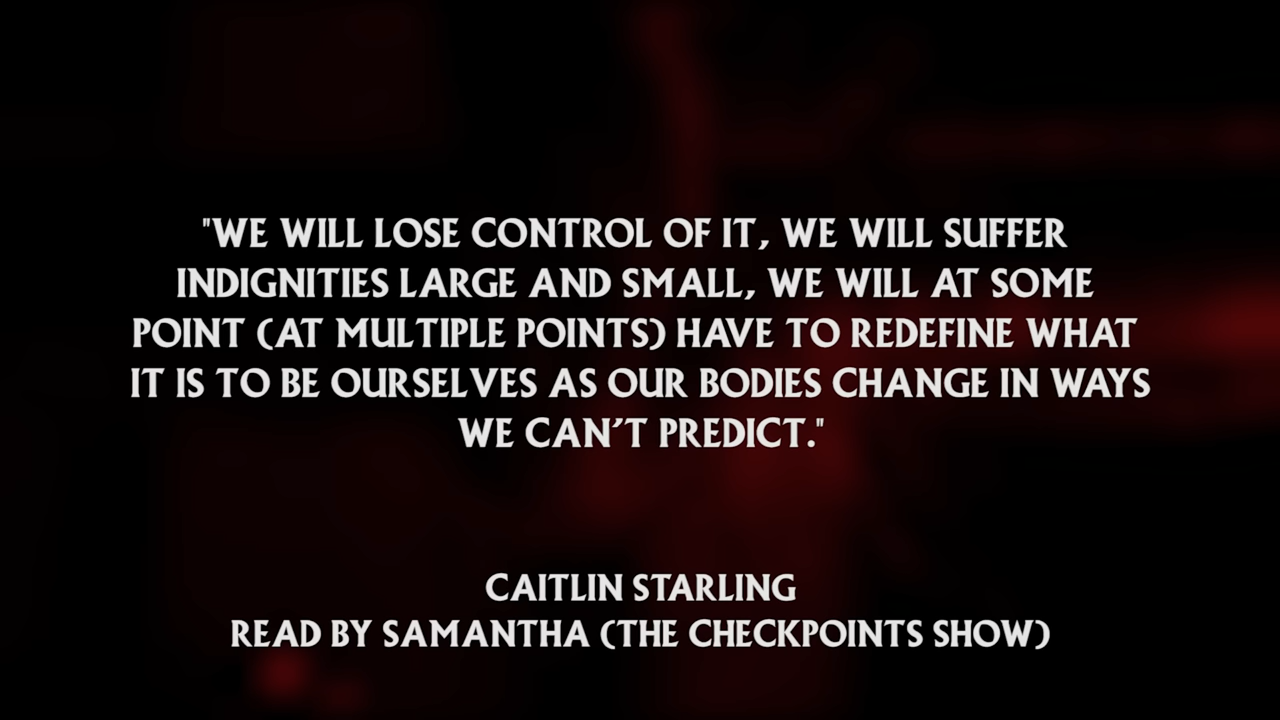 "WE WILL LOSE CONTROL OF IT, WE WILL SUFFER
INDIGNITIES LARGE AND SMALL, WE WILL AT SOME
POINT (AT MULTIPLE POINTS) HAVE TO REDEFINE WHAT
IT IS TO BE OURSELVES AS OUR BODIES CHANGE IN WAYS
WE CAN’T PREDICT."
CAITLIN STARLING
READ BY SAMANTHA (THE CHECKPOINTS SHOW)